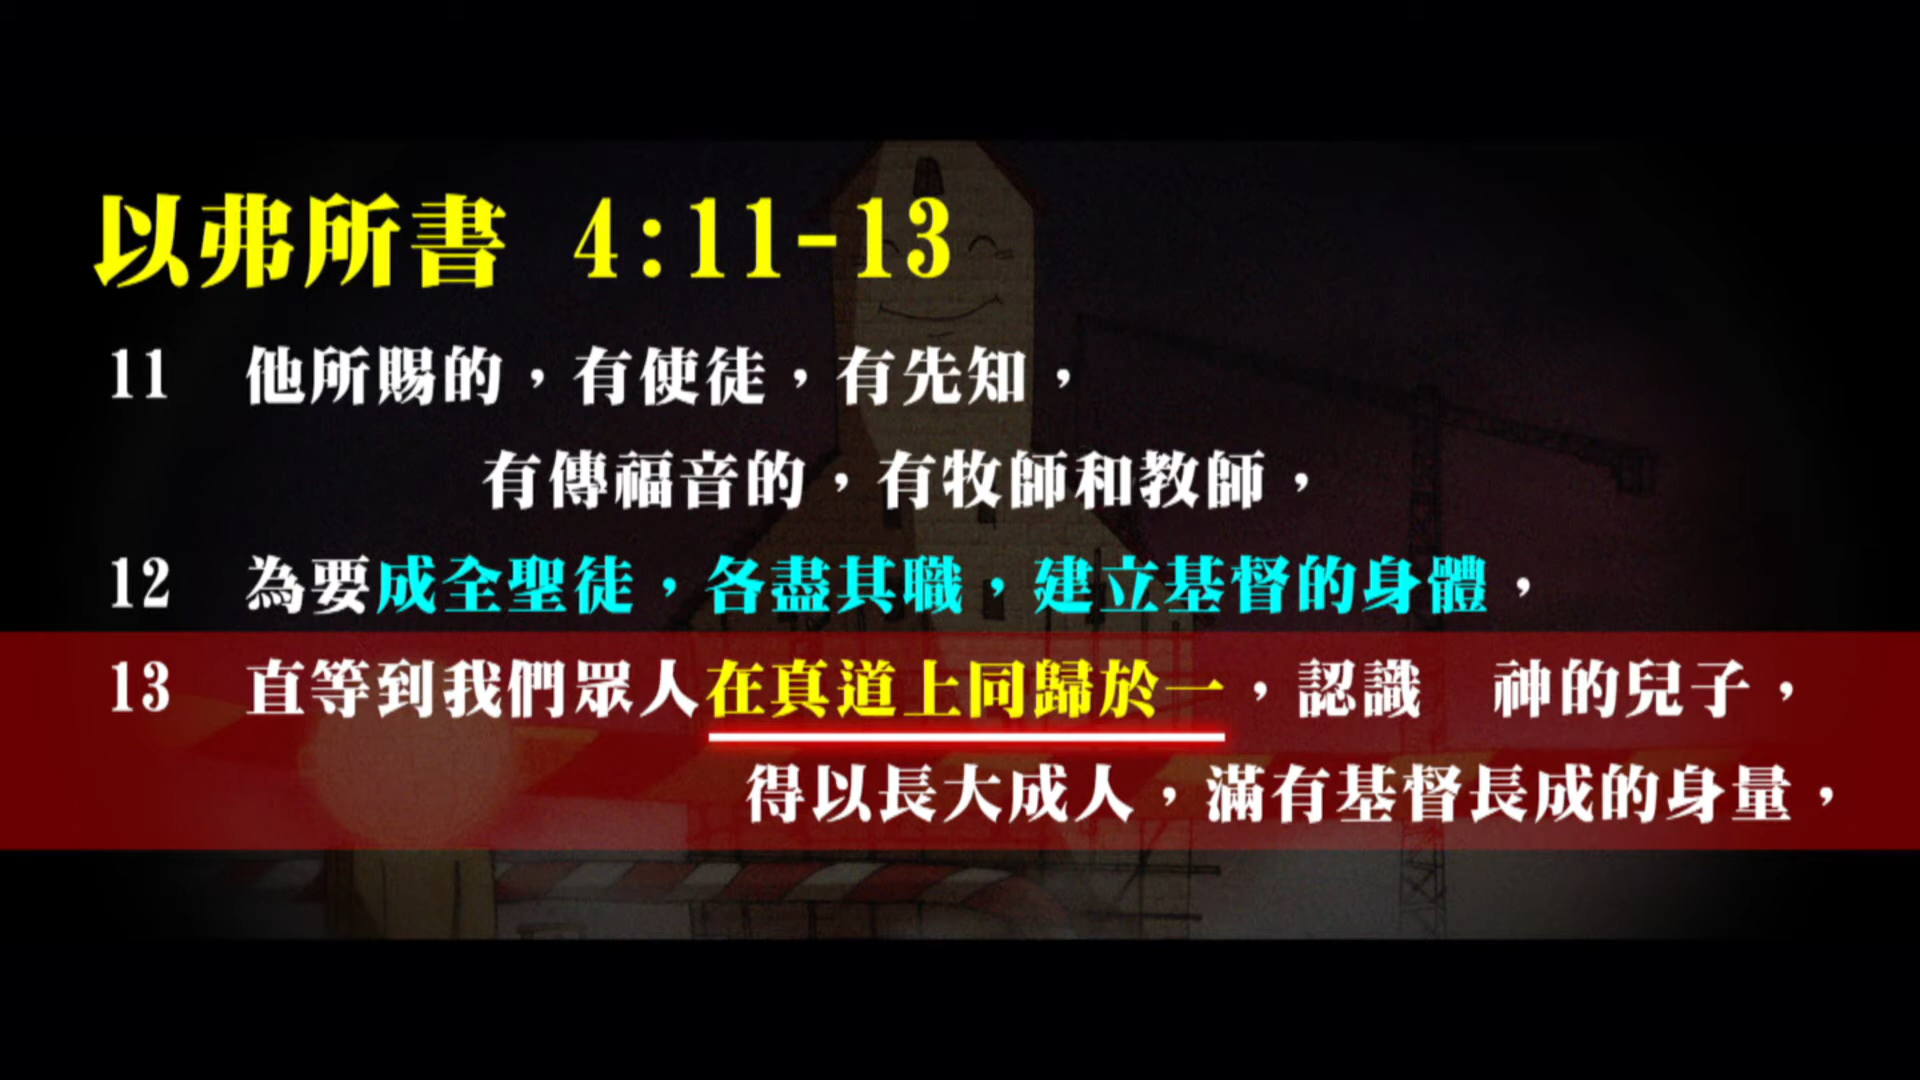 以弗所書 4:11-13
11 他所賜的，有使徒，有先知，
有傳福音的，有牧師和教師，
12 為要成全聖徒，各盡其職，建立基督的身體，
13 直等到我們眾人在真道上同歸於一，認識　神的兒子，
得以長大成人，滿有基督長成的身量，